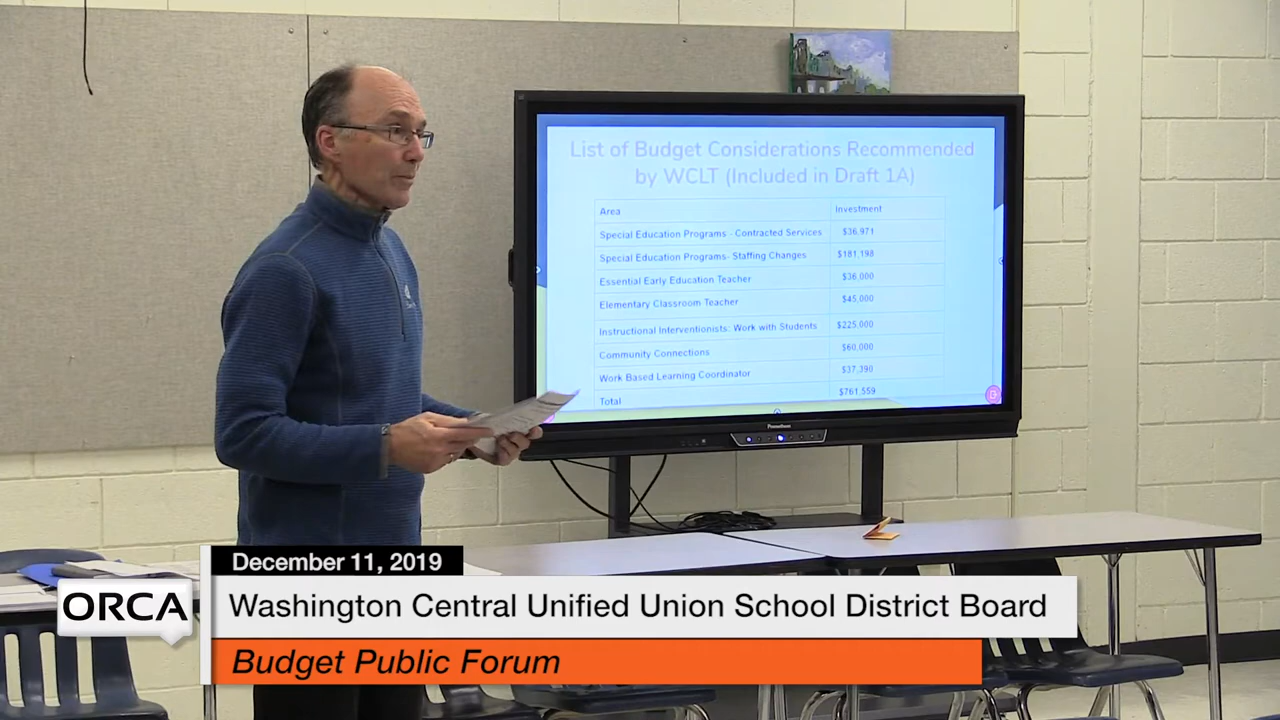 List of Budget Considerations Recommended
by WCLT (Included in Draft 1A)
Area Investment
Special Education Programs - Contracted Services $36,971
Special Education Programs- Staffing Changes $181,198
Essential Early Education Teacher $36,000
Elementary Classroom Teacher $45,000
Instructional Interventionists: Work with Students $225,000
Community Connections $60,000
Work Based Learning Coordinator $37,390
Total $761,559
Promethean
December 11, 2019
ORCA
Washington Central Unified Union School District Board
Budget Public Forum